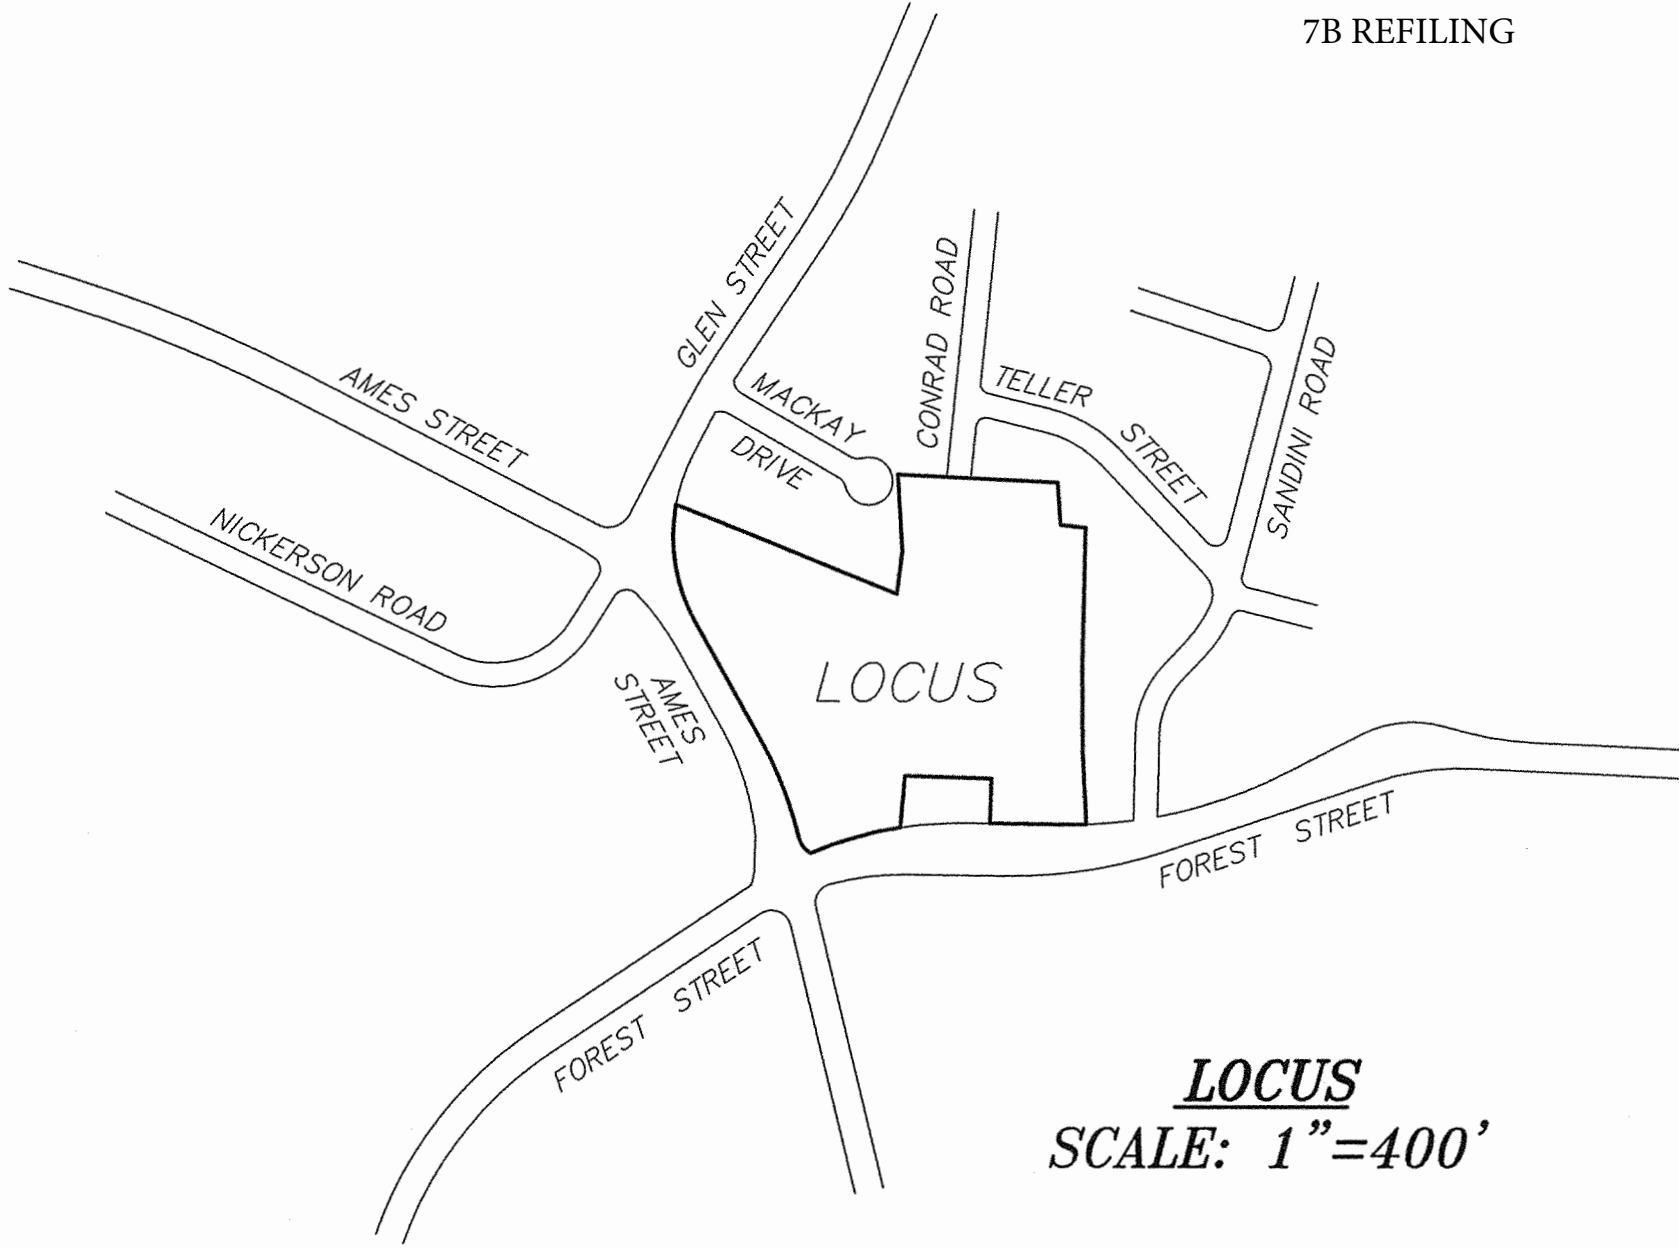 7B REFILING
GLEN STREET
CONRAD ROAD
AMES STREET
MACKAY
DRIVE
TELLER
STREET
SANDINI ROAD
NICKERSON ROAD
LOCUS
AMES
STREET
FOREST STREET
FOREST STREET
LOCUS
SCALE: 1"=400'